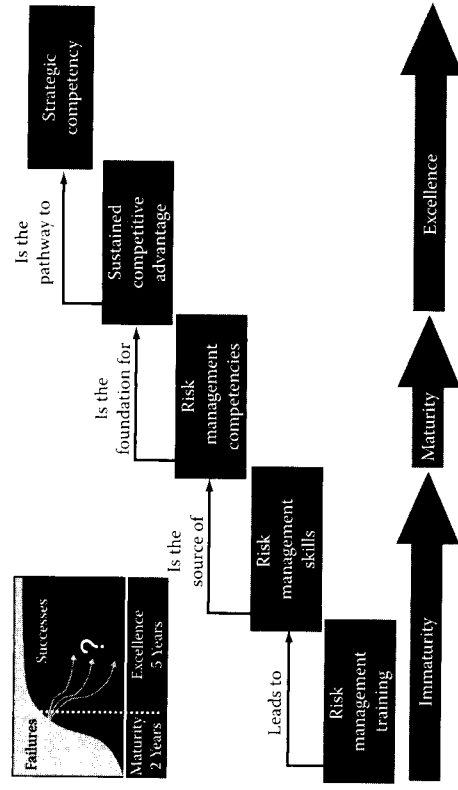 Failures
Successes
?
Maturity
2 Years
Excellence
5 Years
Strategic
competency
Is the
pathway to
Sustained
competitive
advantage
Is the
foundation for
Risk
management
competencies
Is the
source of
Risk
management
skills
Leads to
Risk
management
training
Immaturity
Maturity
Excellence